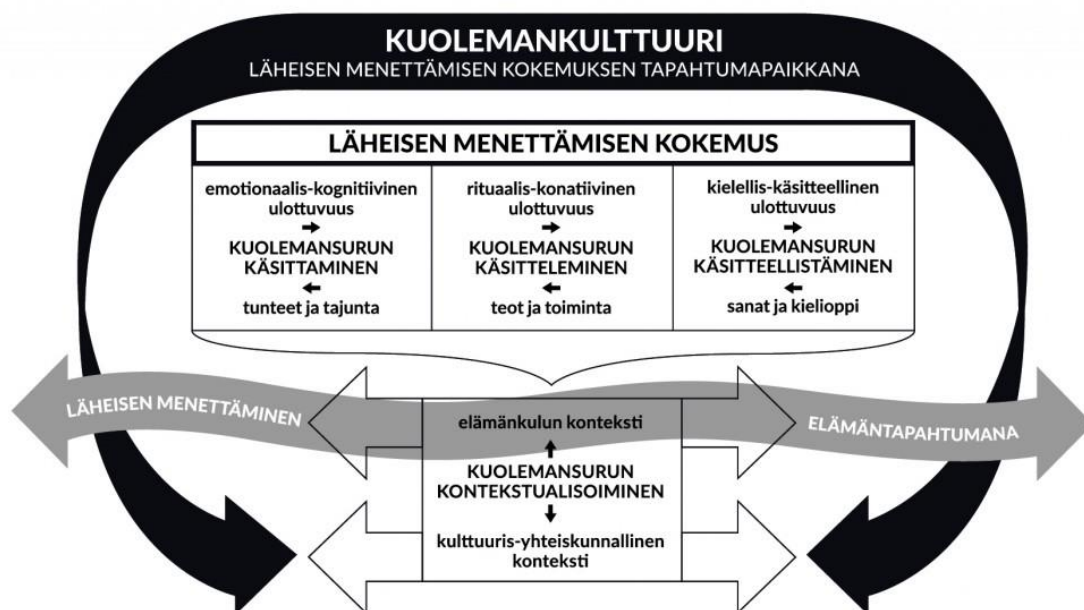 KUOLEMANKULTTUURI
LÄHEISEN MENETTÄMISEN KOKEMUKSEN TAPAHTUMAPAIKKANA
LÄHEISEN MENETTÄMISEN KOKEMUS
emotionaalis-kognitiivinen
ulottuvuus
KUOLEMANSURUN
KÄSITTAMINEN
tunteet ja tajunta
rituaalis-konatiivinen
ulottuvuus
KUOLEMANSURUN
KÄSITTELEMINEN
teot ja toiminta
kielellis-käsitteellinen
ulottuvuus
KUOLEMANSURUN
KÄSITTEELLISTÄMINEN
sanat ja kielioppi
LÄHEISEN MENETTÄMINEN
ELÄMÄNTAPAHTUMANA
elämänkulun konteksti
KUOLEMANSURUN
KONTEKSTUALISOIMINEN
kulttuuris-yhteiskunnallinen
konteksti